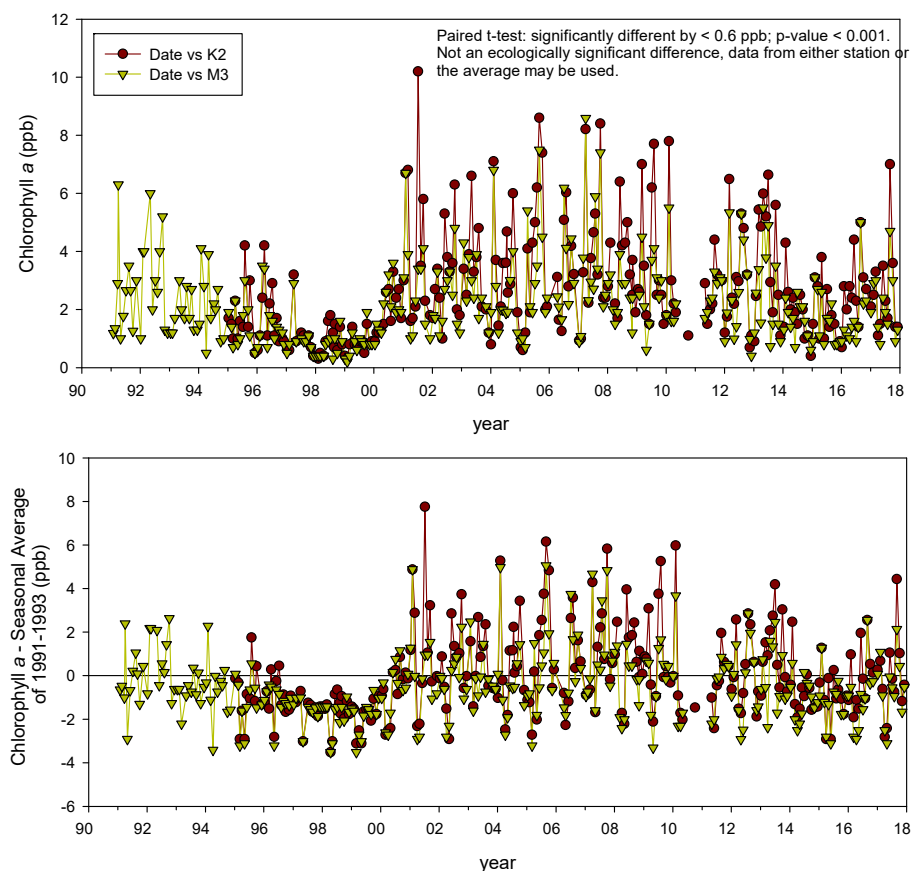 12
10
8
6
4
2
0
Chlorophyll a (ppb)
Date vs K2
Date vs M3
Paired t-test: significantly different by < 0.6 ppb; p-value < 0.001.
Not an ecologically significant difference, data from either station or
the average may be used.
90 92 94 96 98 00 02 04 06 08 10 12 14 16 18
year
10
8
6
4
2
0
-2
-4
-6
Chlorophyll a - Seasonal Average
of 1991-1993 (ppb)
90 92 94 96 98 00 02 04 06 08 10 12 14 16 18
year